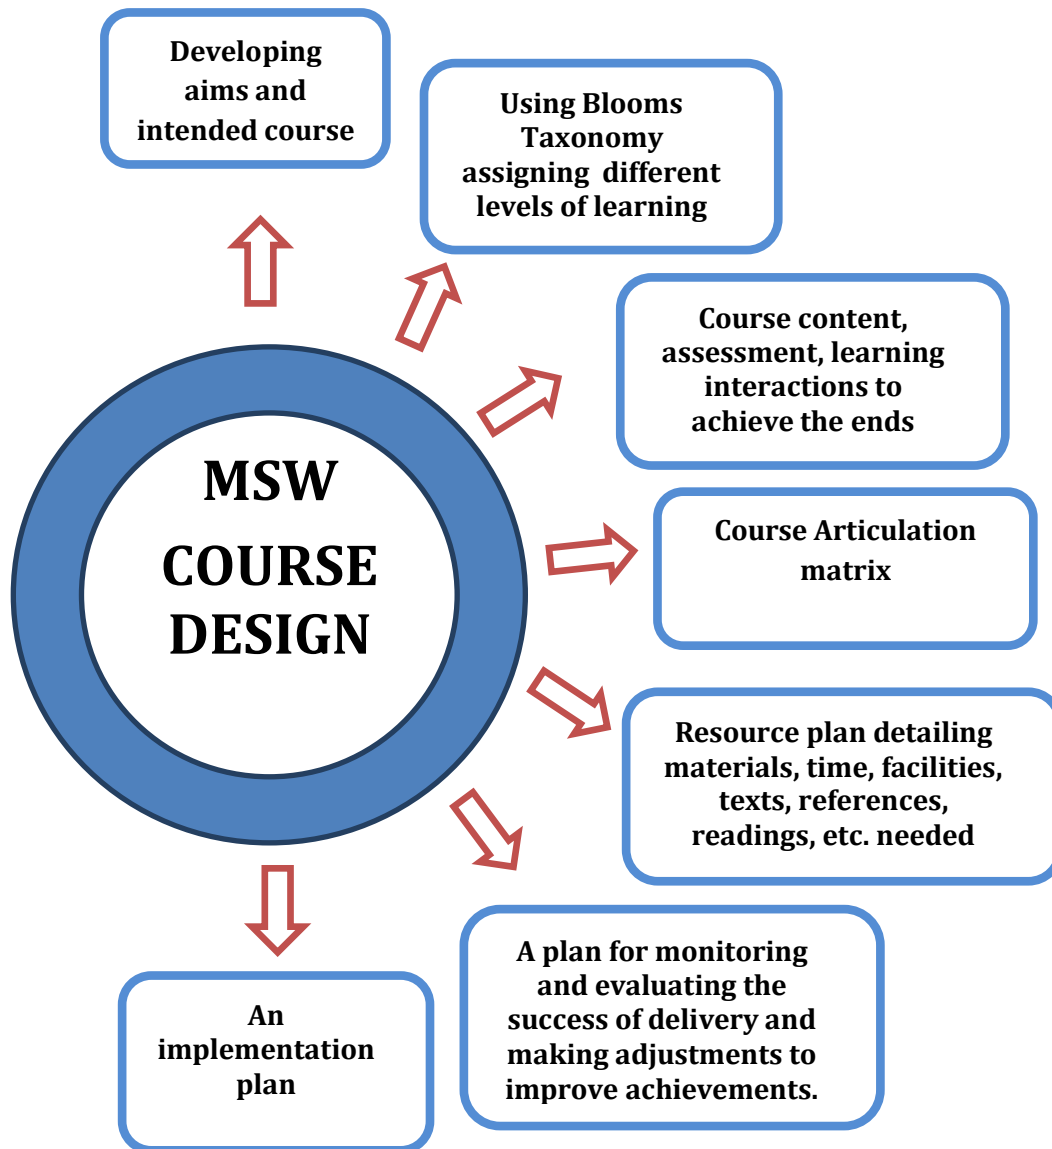 Developing
aims and
intended course
Using Blooms
Taxonomy
assigning different
levels of learning
Course content,
assessment, learning
interactions to
achieve the ends
MSW
COURSE
DESIGN
Course Articulation
matrix
Resource plan detailing
materials, time, facilities,
texts, references,
readings, etc. needed
A plan for monitoring
and evaluating the
success of delivery and
making adjustments to
improve achievements.
An
implementation
plan